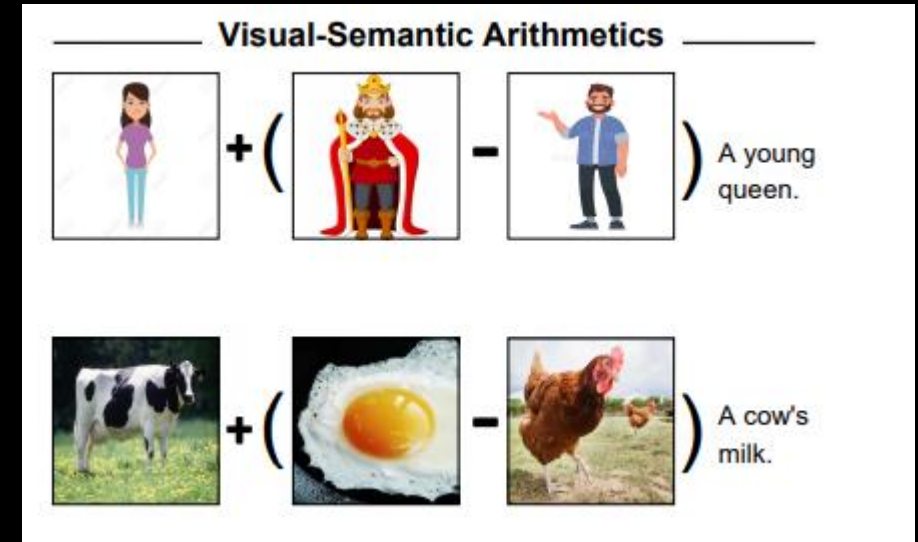 Visual-Semantic Arithmetics
+ ( - ) A young
queen.
+ ( - ) A cow's
milk.